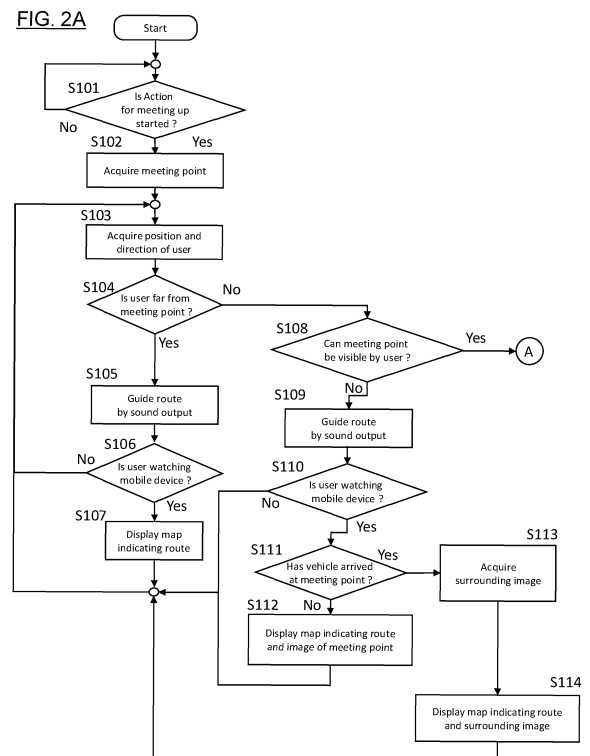 FIG. 2A
Start
S101
Is Action
for meeting up
started ?
No
Yes
S102
Acquire meeting point
S103
Acquire position and
direction of user
S104
Is user far from
meeting point ?
No
Yes
S108
Can meeting point
be visible by user ?
Yes
A
No
S105
Guide route
by sound output
S109
Guide route
by sound output
S106
Is user watching
mobile device ?
No
Yes
S110
Is user watching
mobile device ?
No
Yes
S107
Display map
indicating route
S111
Has vehicle arrived
at meeting point ?
Yes
No
S113
Acquire
surrounding image
S112
Display map indicating route
and image of meeting point
S114
Display map indicating route
and surrounding image